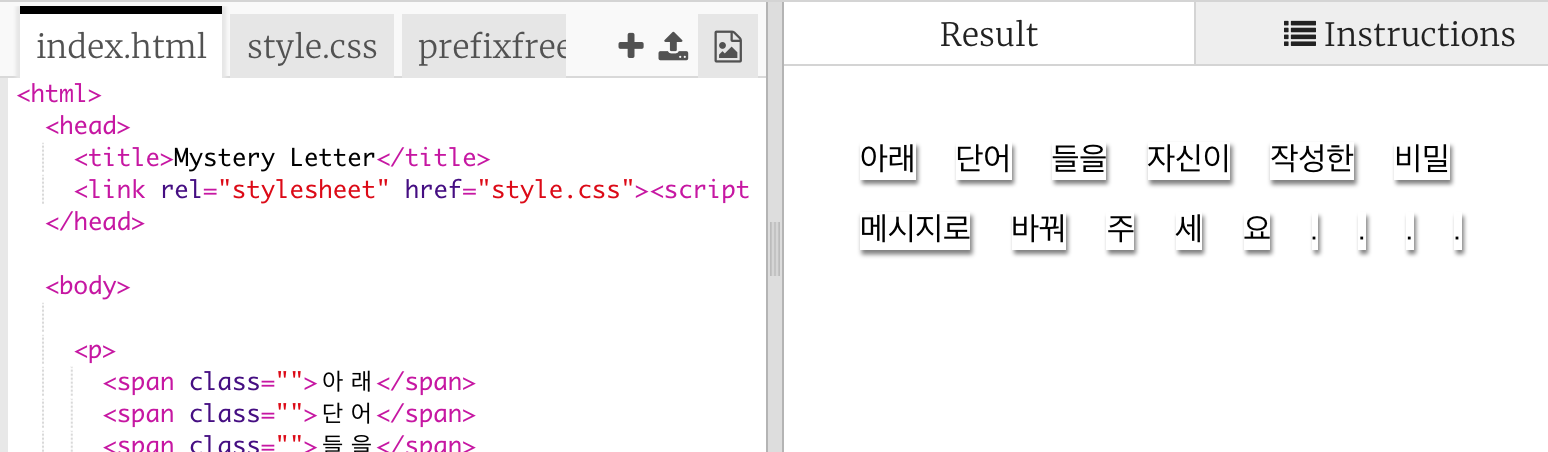 index.html style.css prefixfree
<html>
<head>
<title>Mystery Letter</title>
<link rel="stylesheet" href="style.css"><script
</head>
<body>
<p>
<span class="">아래</span>
<span class="">단어</span>
<span class="">들을</span>
Result Instructions
아래 단어 들을 자신이 작성한 비밀
메시지로 바꿔 주 세 요 . . . .